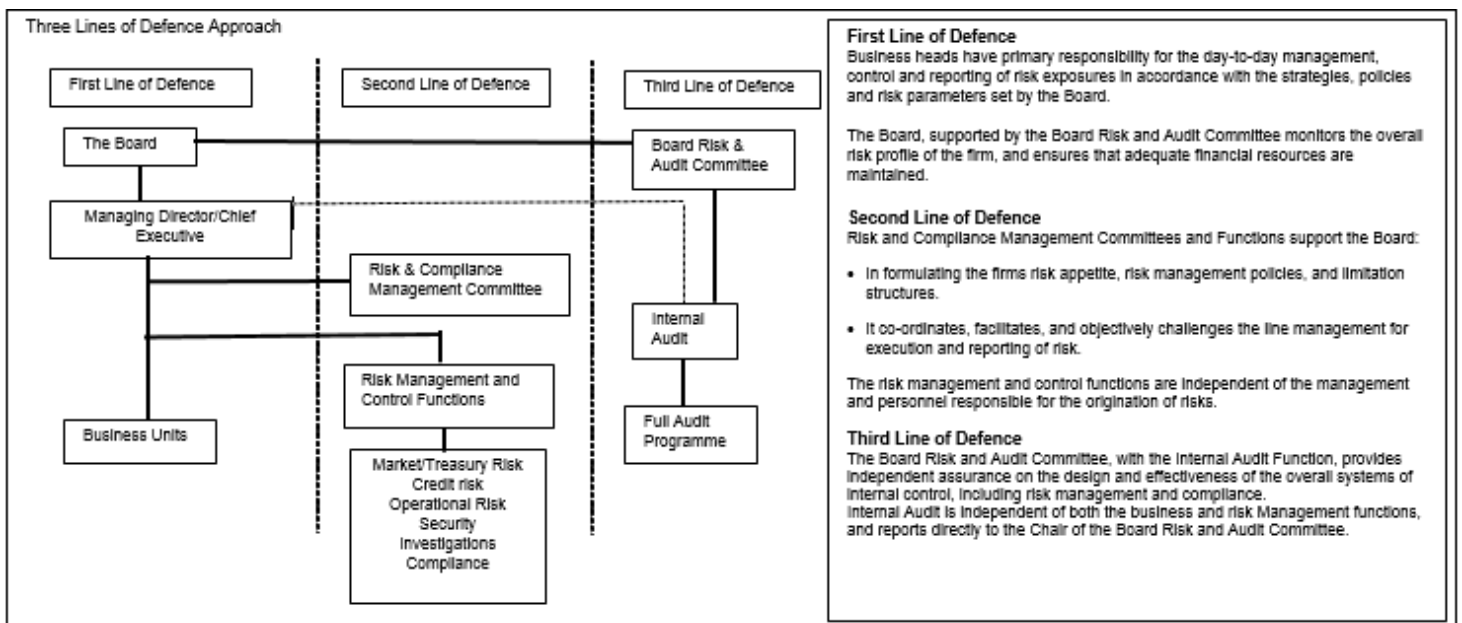 Three Lines of Defence Approach
First Line of Defence
Second Line of Defence
Third Line of Defence
The Board
Board Risk &
Audit Committee
Managing Director/Chief
Executive
Risk & Compliance
Management Committee
Internal
Audit
Risk Management and
Control Functions
Business Units
Full Audit
Programme
Market/Treasury Risk
Credit risk
Operational Risk
Security
Investigations
Compliance
First Line of Defence
Business heads have primary responsibility for the day-to-day management,
control and reporting of risk exposures in accordance with the strategies, policies
and risk parameters set by the Board.
The Board, supported by the Board Risk and Audit Committee monitors the overall
risk profile of the firm, and ensures that adequate financial resources are
maintained.
Second Line of Defence
Risk and Compliance Management Committees and Functions support the Board:
• In formulating the firms risk appetite, risk management policies, and limitation
structures.
• It co-ordinates, facilitates, and objectively challenges the line management for
execution and reporting of risk.
The risk management and control functions are independent of the management
and personnel responsible for the origination of risks.
Third Line of Defence
The Board Risk and Audit Committee, with the Internal Audit Function, provides
independent assurance on the design and effectiveness of the overall systems of
internal control, including risk management and compliance.
Internal Audit is independent of both the business and risk Management functions,
and reports directly to the Chair of the Board Risk and Audit Committee.